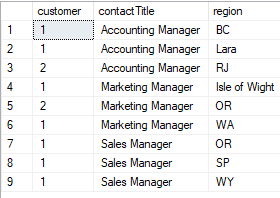 customer contactTitle region
1 1 Accounting Manager BC
2 1 Accounting Manager Lara
3 2 Accounting Manager RJ
4 1 Marketing Manager Isle of Wight
5 2 Marketing Manager OR
6 1 Marketing Manager WA
7 1 Sales Manager OR
8 1 Sales Manager SP
9 1 Sales Manager WY